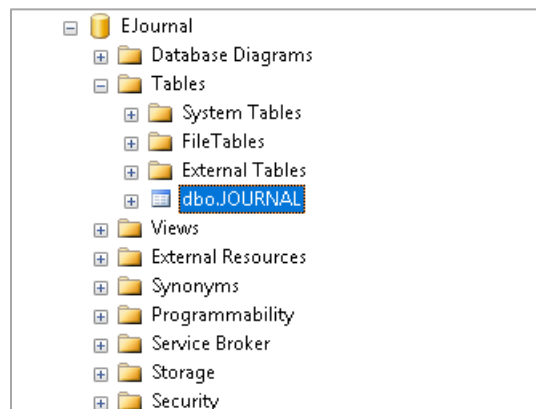 EJournal
Database Diagrams
Tables
System Tables
FileTables
External Tables
dbo.JOURNAL
Views
External Resources
Synonyms
Programmability
Service Broker
Storage
Security